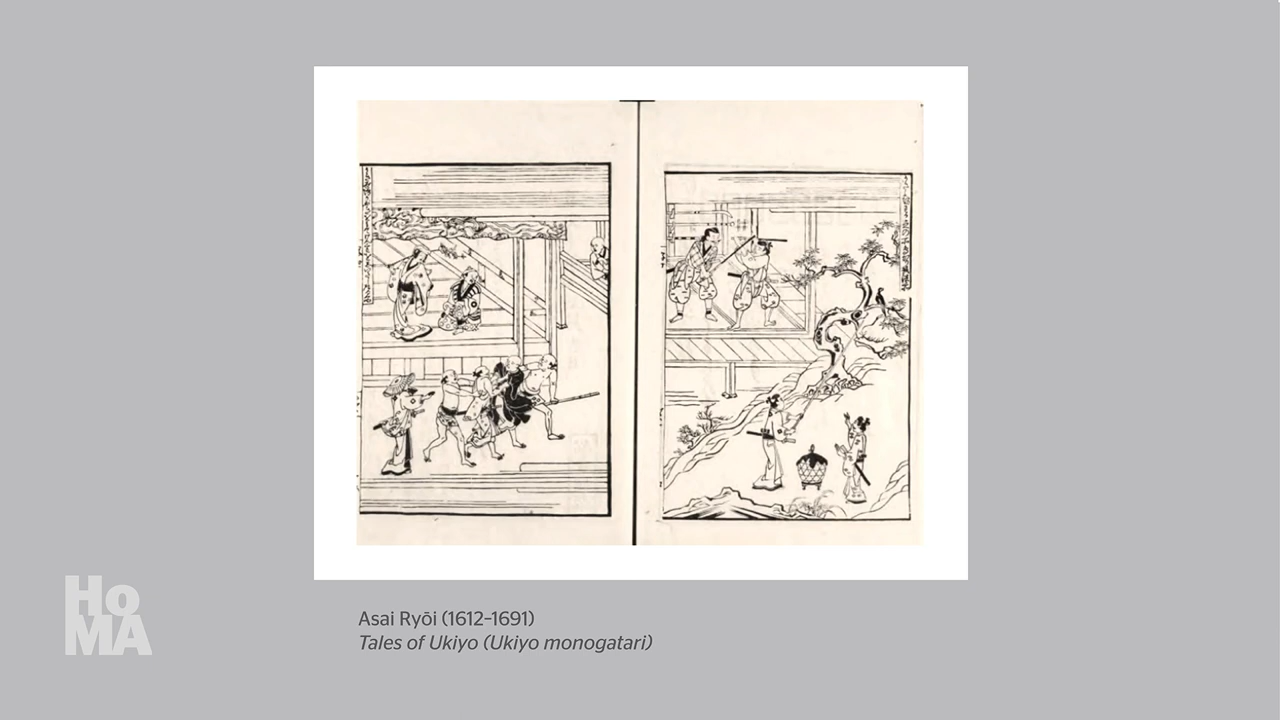 Asai Ryōi (1612–1691)
Tales of Ukiyo (Ukiyo monogatari)
Ho
MA